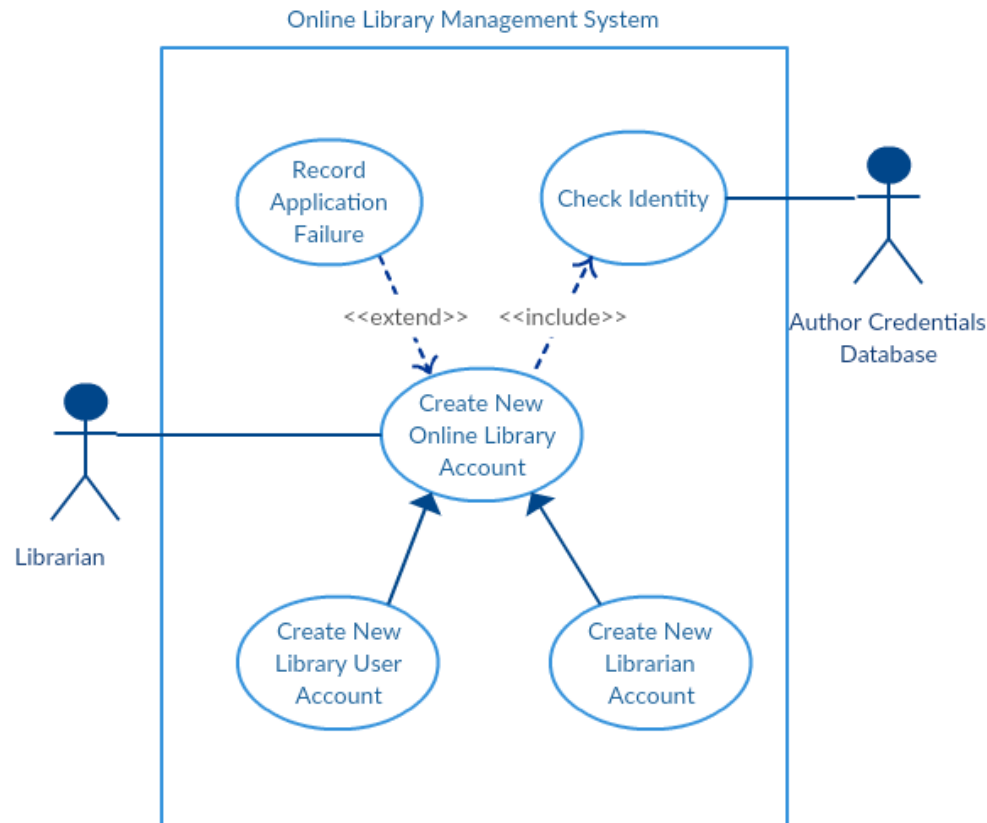 Online Library Management System
Record
Application
Failure
Check Identity
<<extend>>
<<include>>
Author Credentials
Database
Create New
Online Library
Account
Librarian
Create New
Library User
Account
Create New
Librarian
Account